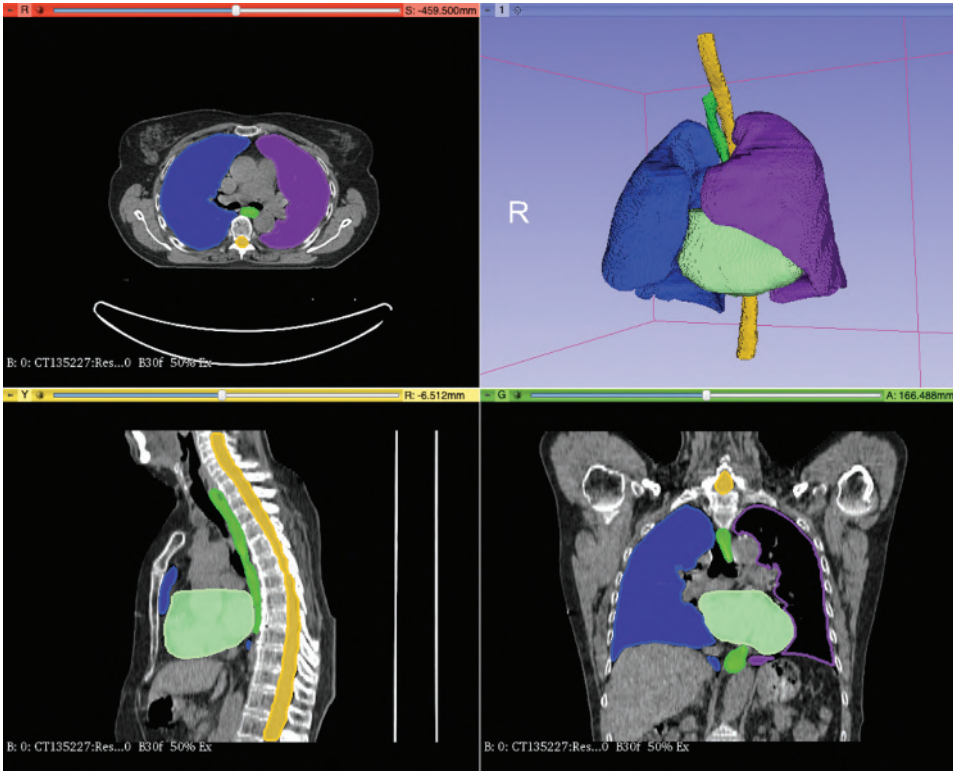 R S: -459.500mm
1
R
B: 0: CT135227:Res...0 B30f 50% Ex
Y R: -6.512mm
G A: 166.488mm
B: 0: CT135227:Res...0 B30f 50% Ex
B: 0: CT135227:Res...0 B30f 50% Ex